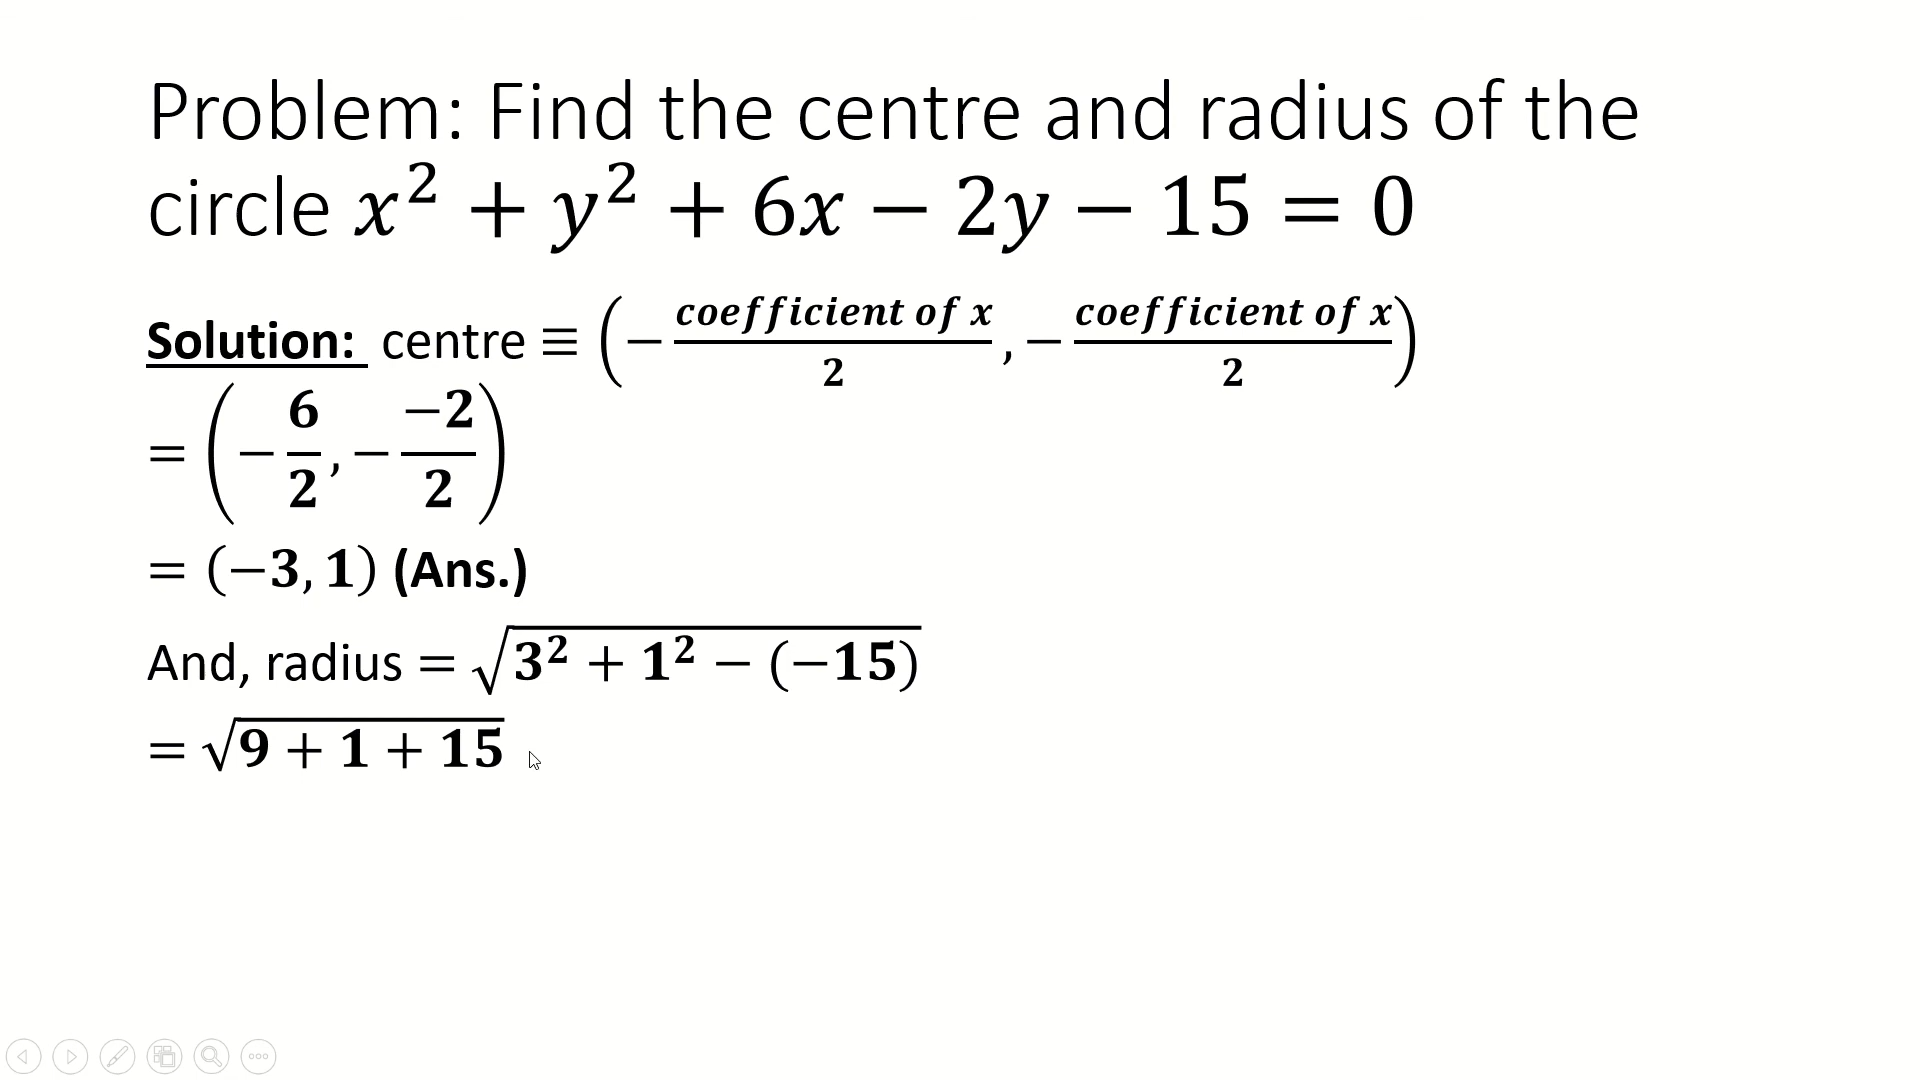 Problem: Find the centre and radius of the
circle x² + y² + 6x − 2y − 15 = 0
Solution: centre ≡ (− coefficient of x / 2 , − coefficient of x / 2)
= (− 6/2 , − −2/2)
= (−3, 1) (Ans.)
And, radius = √(3² + 1² − (−15))
= √(9 + 1 + 15)